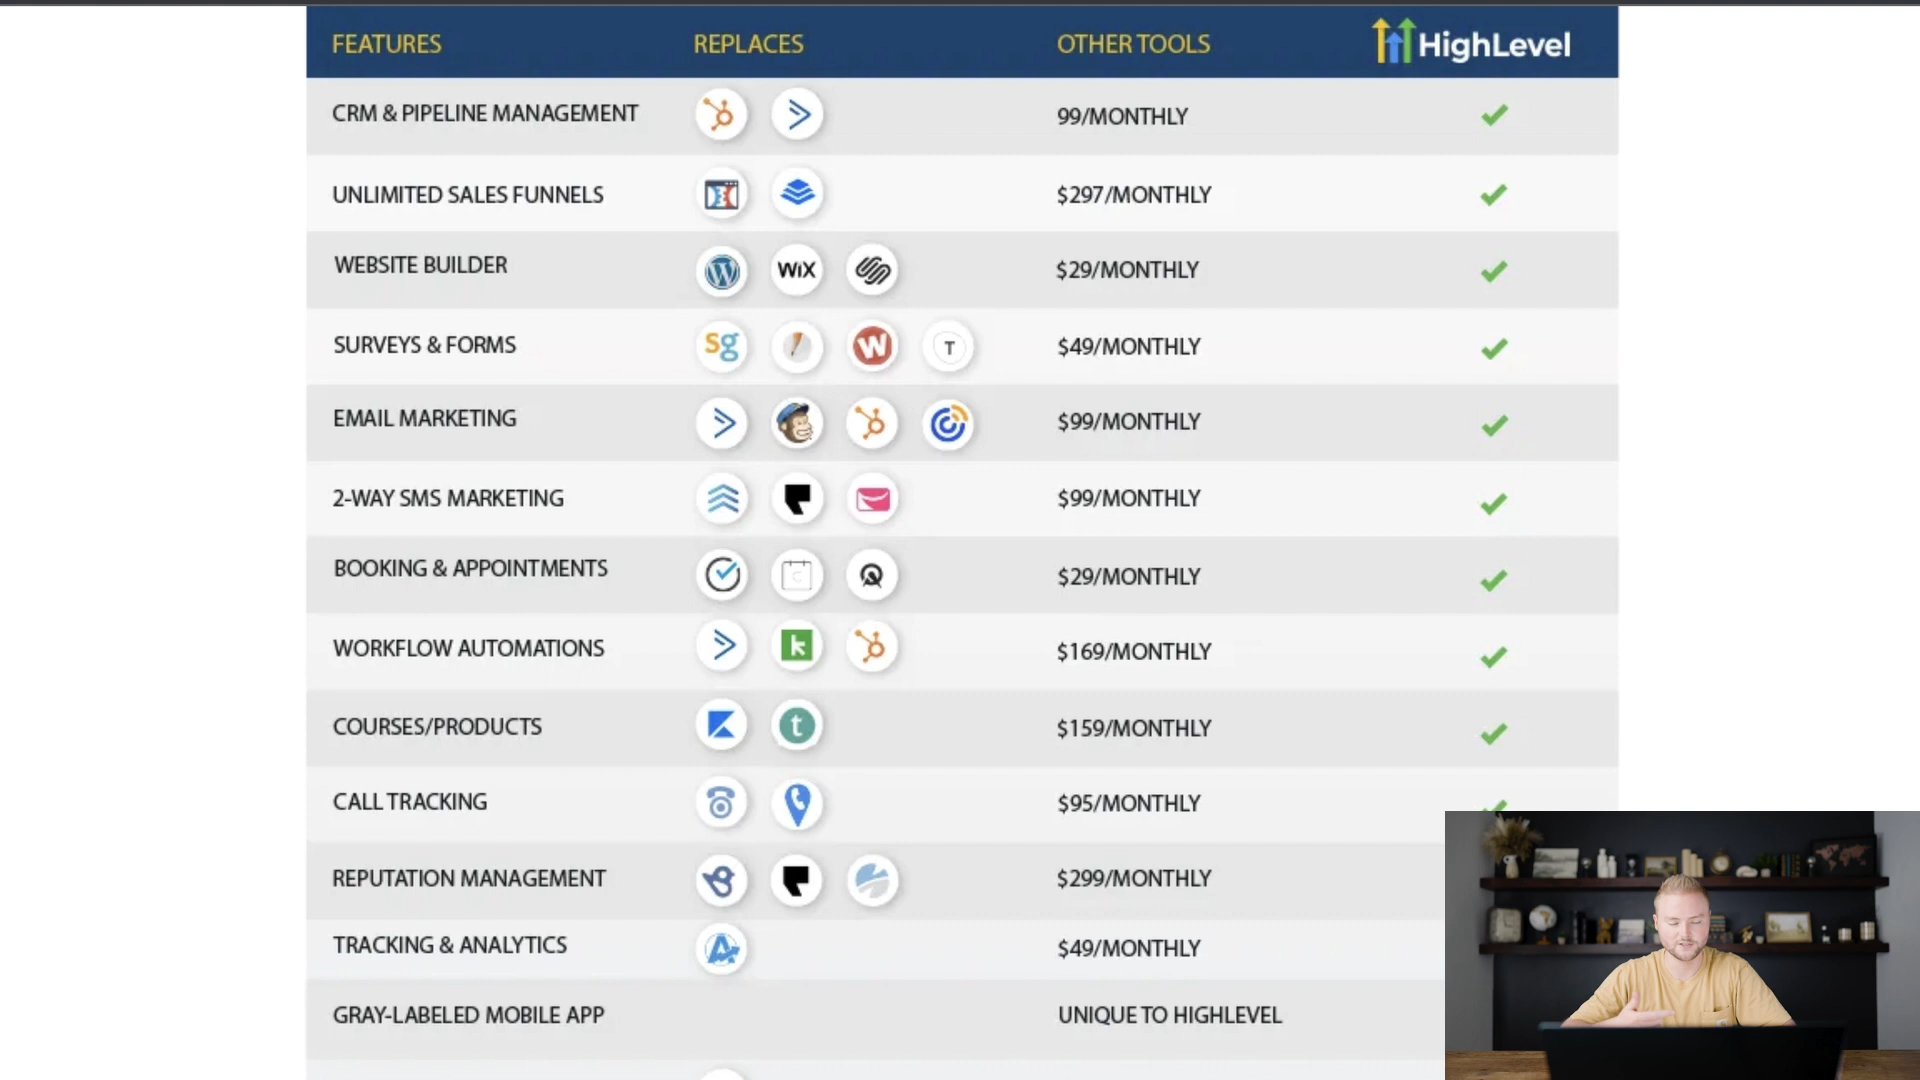 FEATURES REPLACES OTHER TOOLS HighLevel
CRM & PIPELINE MANAGEMENT 99/MONTHLY
UNLIMITED SALES FUNNELS $297/MONTHLY
WEBSITE BUILDER WiX $29/MONTHLY
SURVEYS & FORMS sg W T $49/MONTHLY
EMAIL MARKETING $99/MONTHLY
2-WAY SMS MARKETING $99/MONTHLY
BOOKING & APPOINTMENTS C $29/MONTHLY
WORKFLOW AUTOMATIONS k $169/MONTHLY
COURSES/PRODUCTS t $159/MONTHLY
CALL TRACKING $95/MONTHLY
REPUTATION MANAGEMENT $299/MONTHLY
TRACKING & ANALYTICS A $49/MONTHLY
GRAY-LABELED MOBILE APP UNIQUE TO HIGHLEVEL